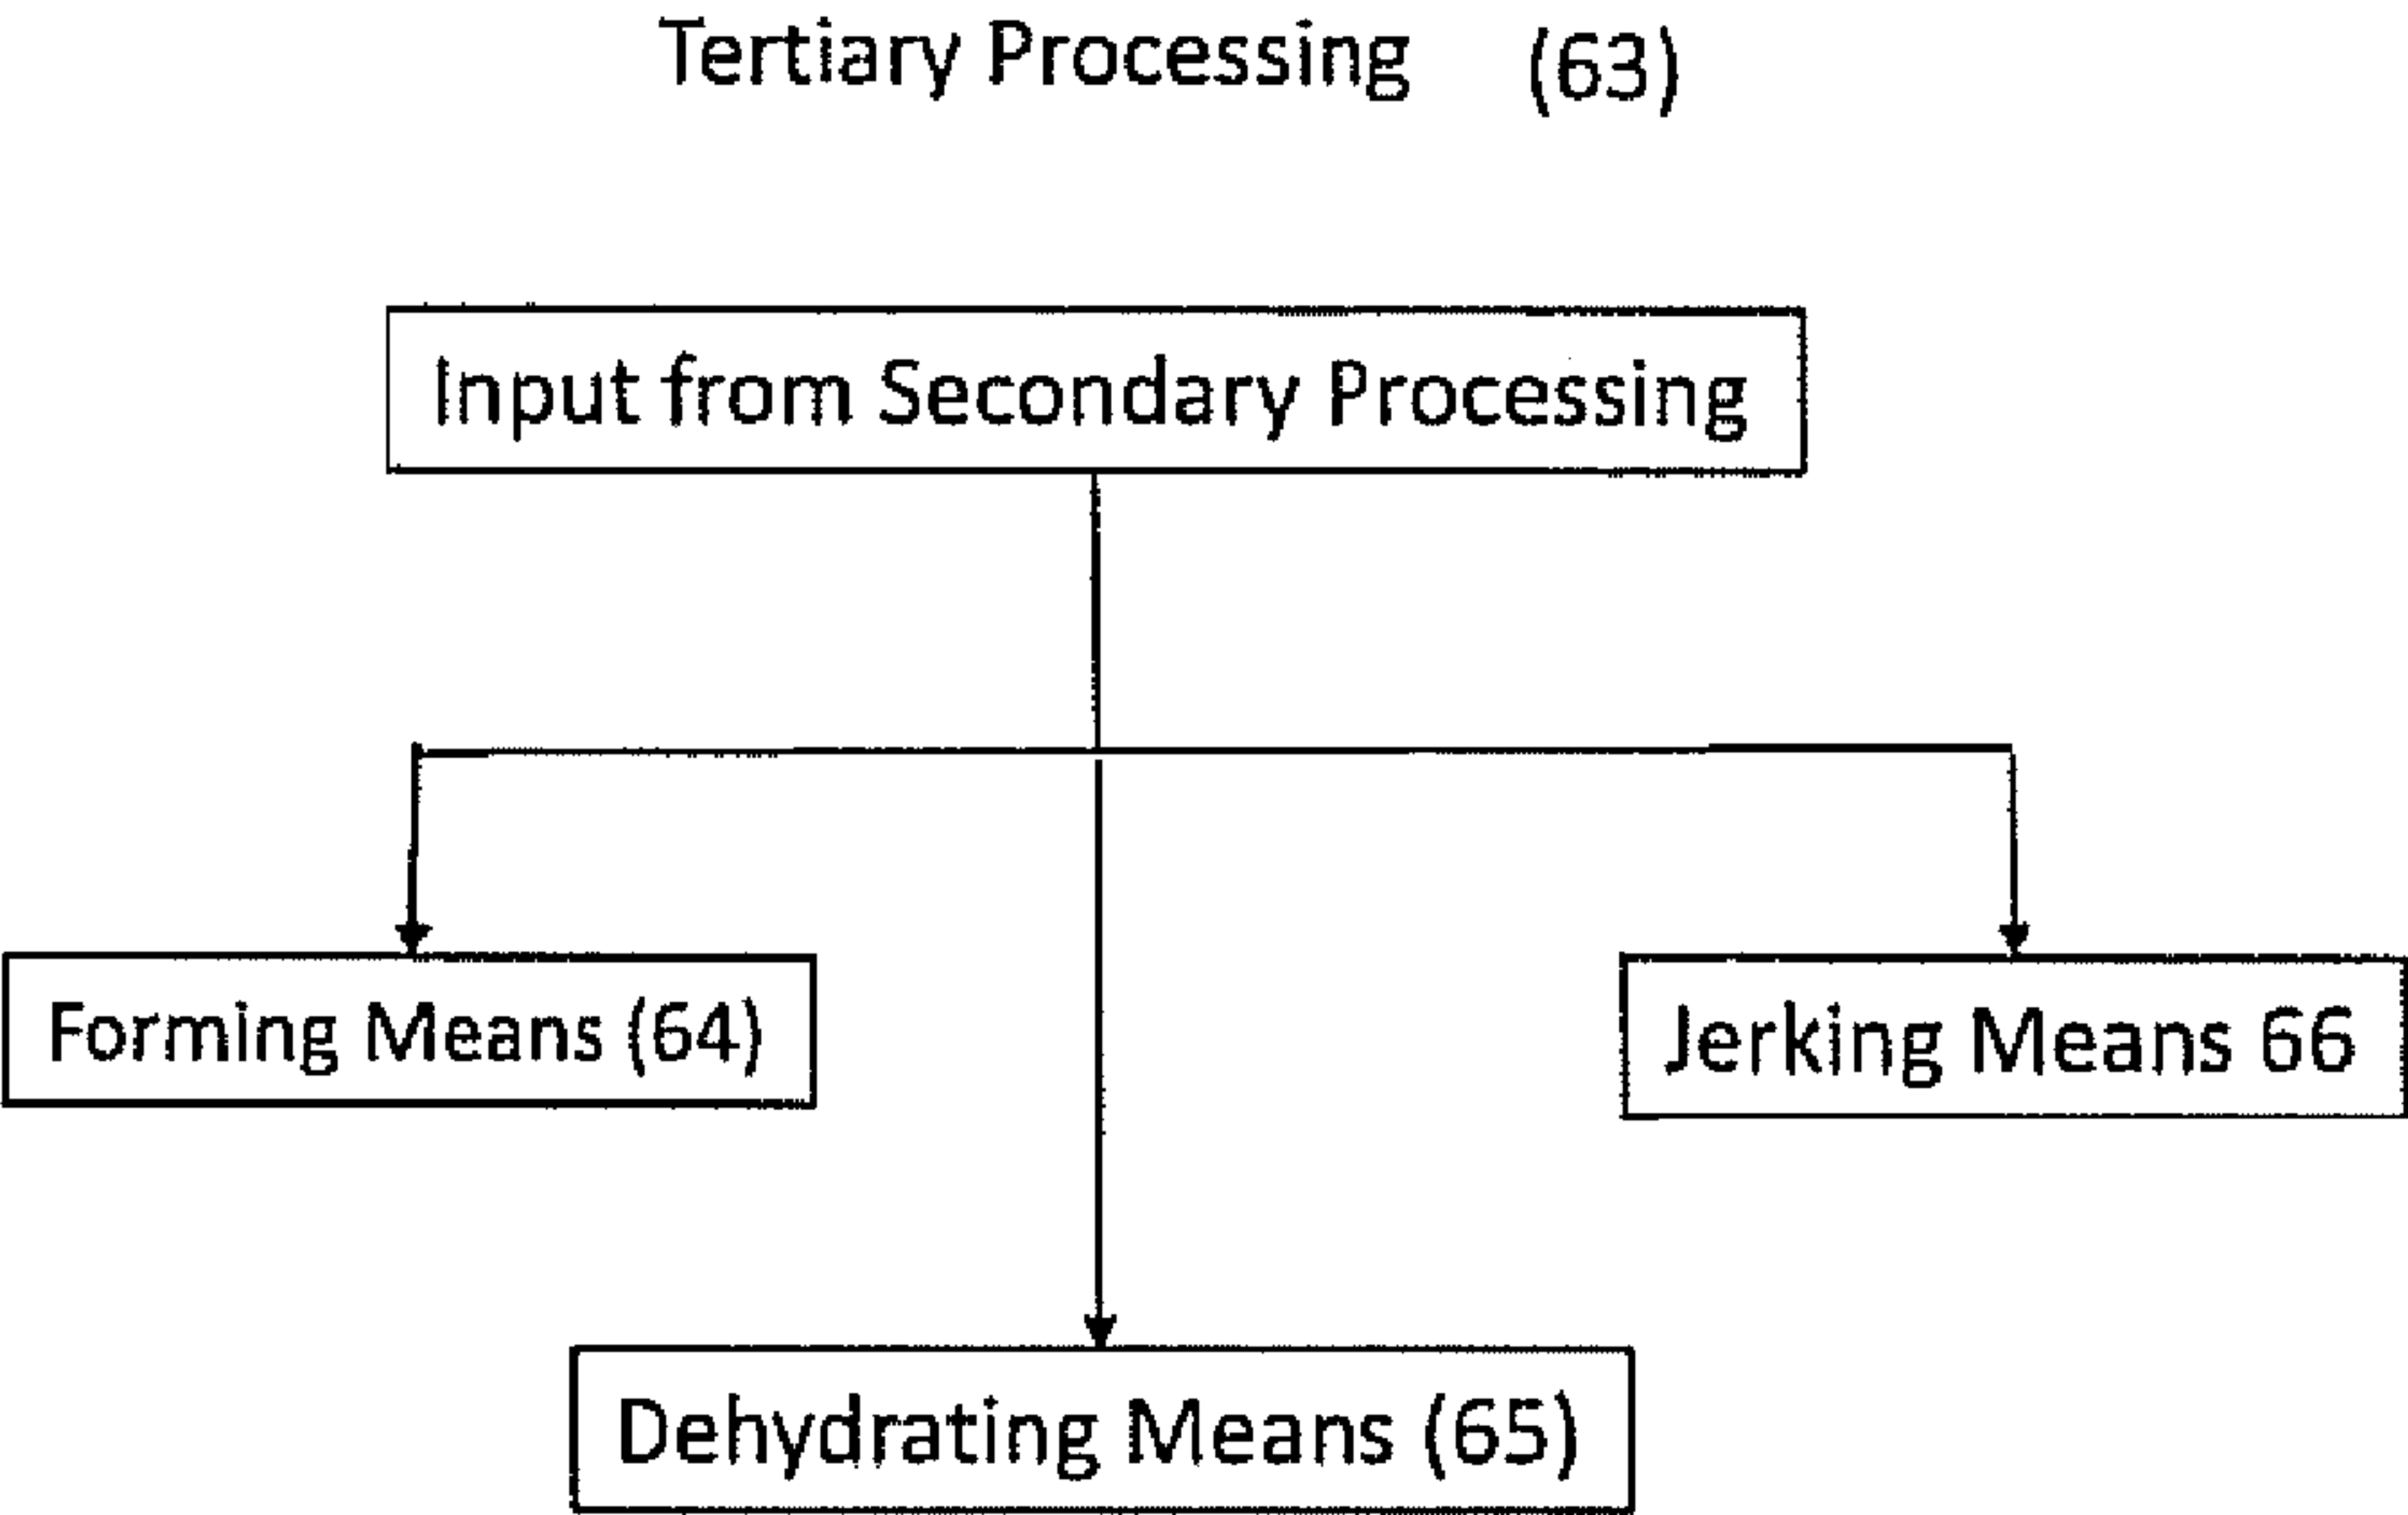 Tertiary Processing (63)
Input from Secondary Processing
Forming Means (64)
Jerking Means 66
Dehydrating Means (65)